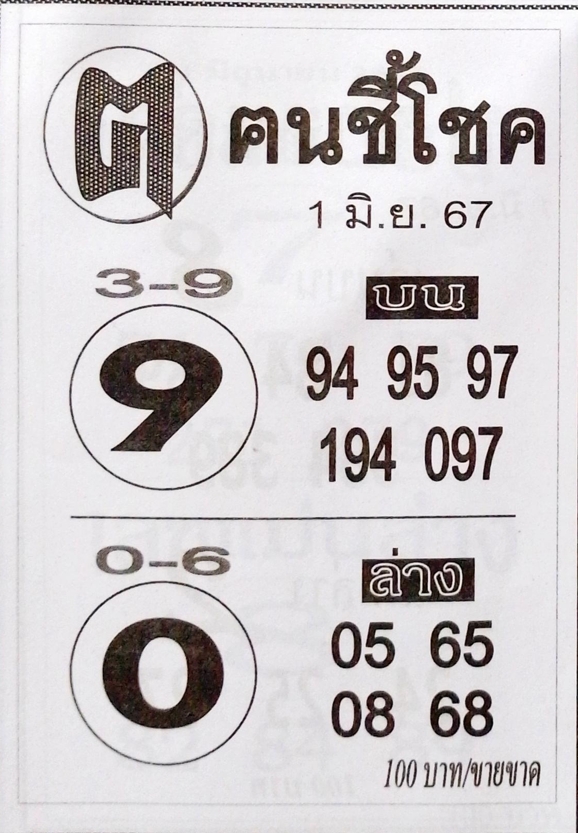 ฅ ฅนชี้โชค
1 มิ.ย. 67
3-9 บน
9 94 95 97
194 097
0-6 ล่าง
0 05 65
08 68
100 บาท/ขายขาด